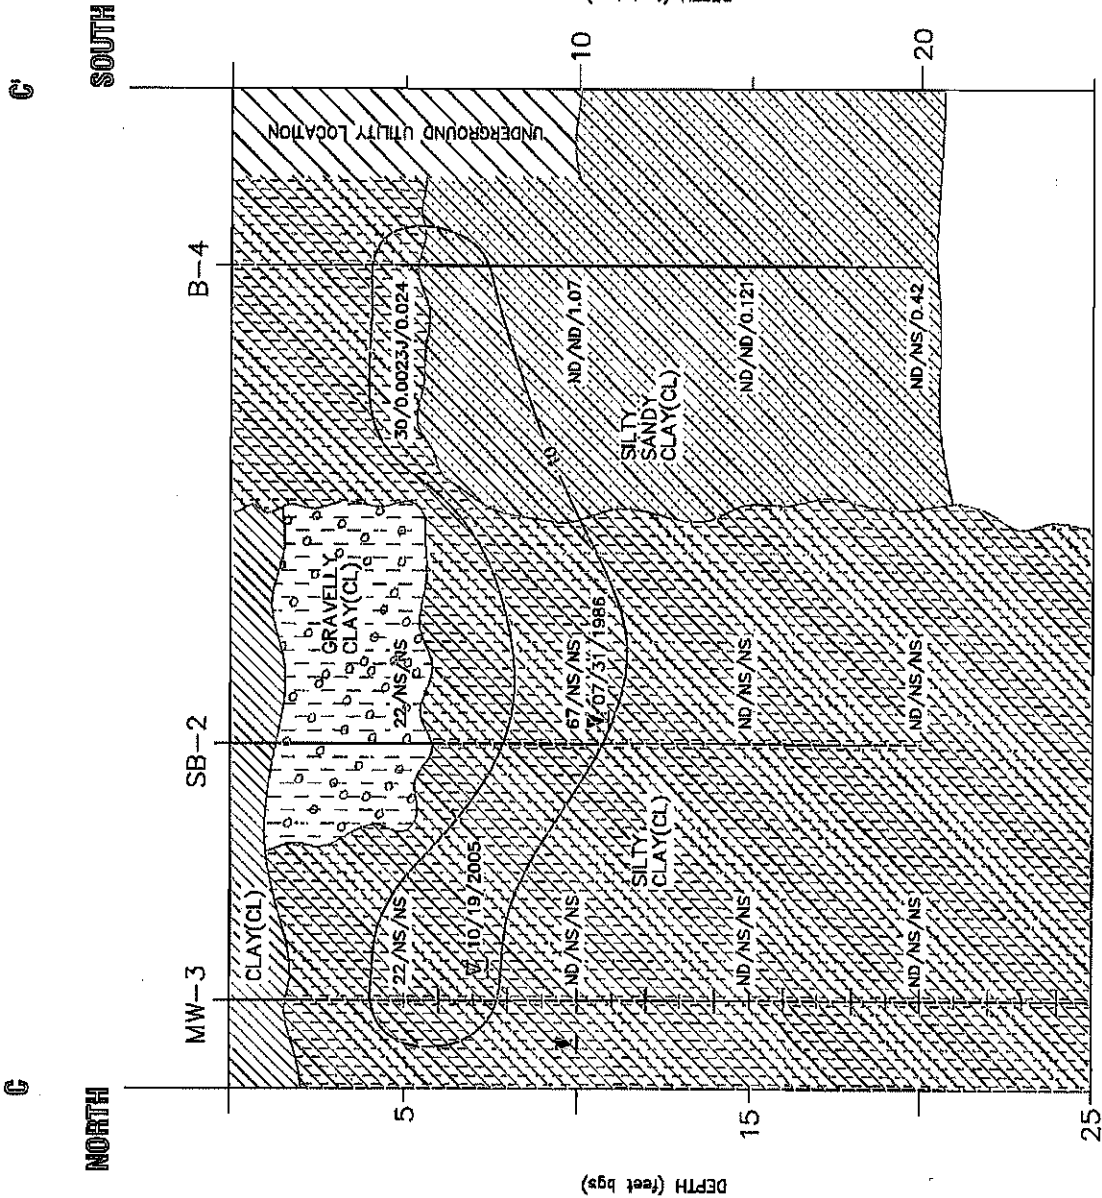 C
C'
NORTH
SOUTH
MW-3
SB-2
B-4
CLAY(CL)
GRAVELLY
CLAY(CL)
UNDERGROUND UTILITY LOCATION
22/NS/NS
22/NS/NS
30/0.0023J/0.024
10/19/2005
ND/NS/NS
67/NS/NS
07/31/1986
10
ND/ND/1.07
SILTY
CLAY(CL)
SILTY
SANDY
CLAY(CL)
ND/NS/NS
ND/NS/NS
ND/ND/0.121
ND/NS/NS
ND/NS/NS
ND/NS/0.42
5
15
25
10
20
DEPTH (feet bgs)